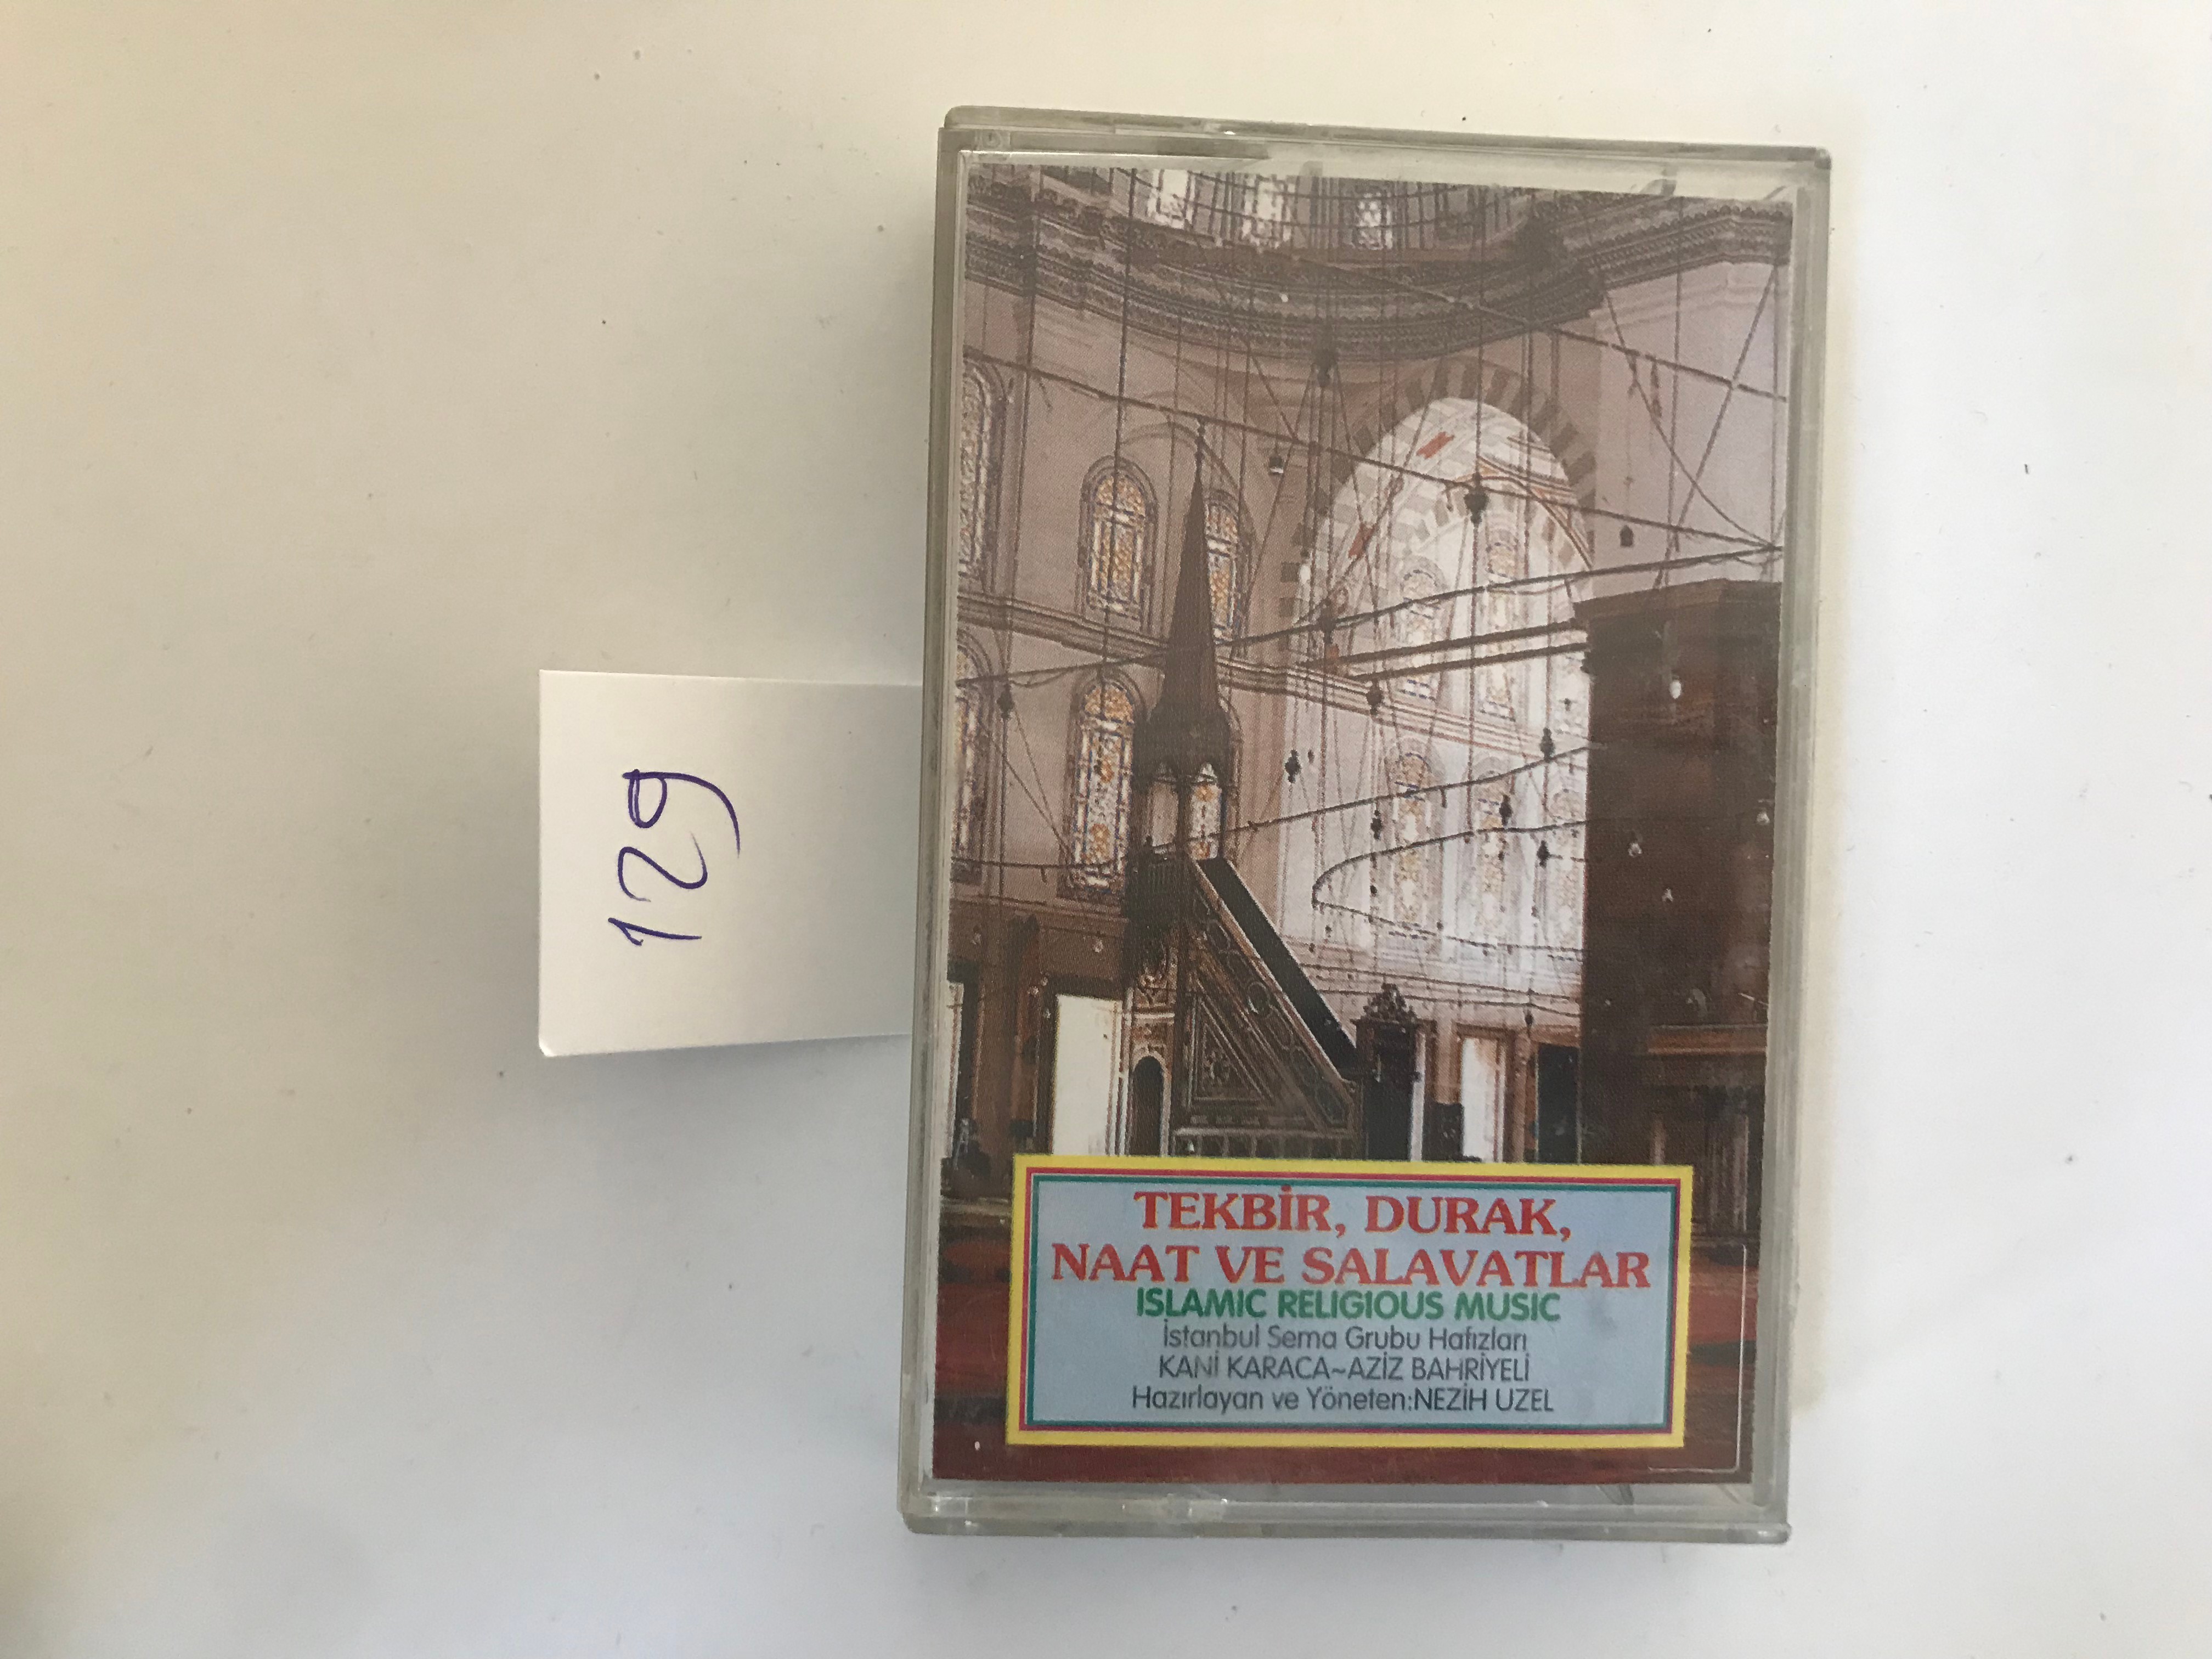 129
TEKBİR, DURAK,
NAAT VE SALAVATLAR
ISLAMIC RELIGIOUS MUSIC
İstanbul Sema Grubu Hafızları
KANİ KARACA~AZİZ BAHRİYELİ
Hazırlayan ve Yöneten:NEZİH UZEL